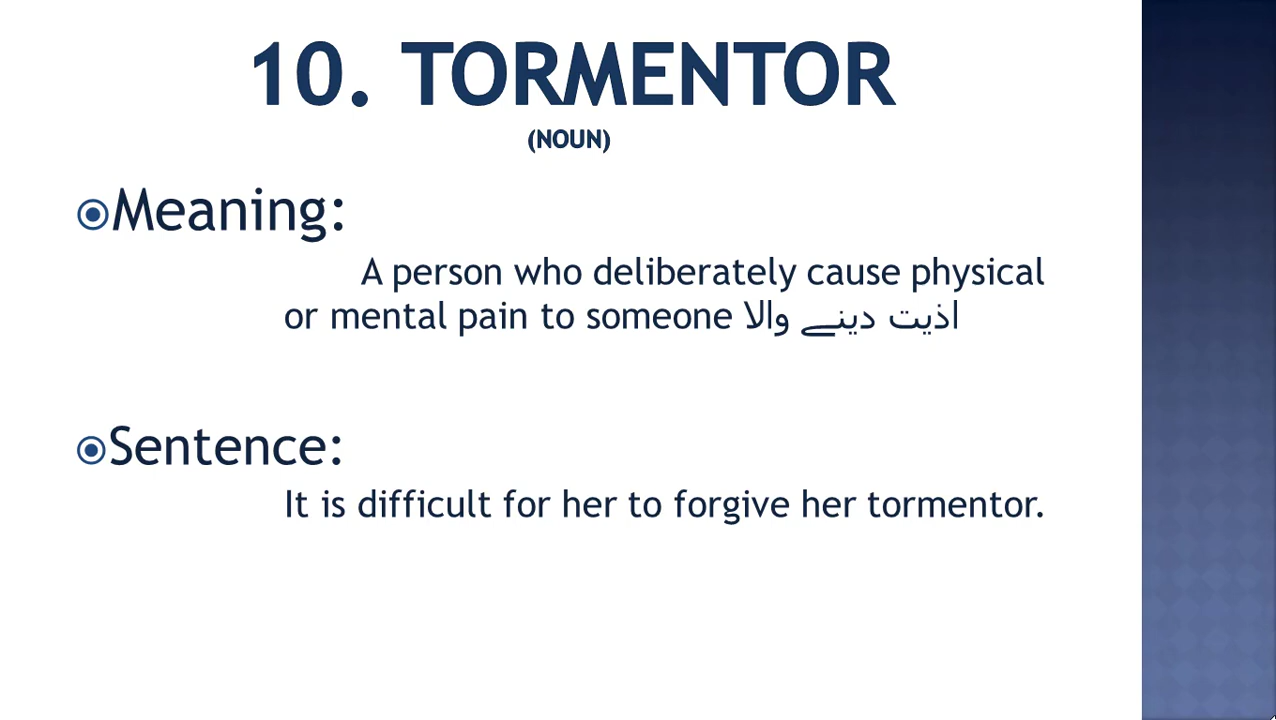 10. TORMENTOR
(NOUN)
Meaning:
A person who deliberately cause physical
or mental pain to someone اذیت دینے والا
Sentence:
It is difficult for her to forgive her tormentor.